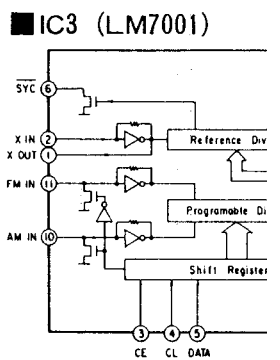 ■IC3 (LM7001)
SYC 6
X IN 2
X OUT 1
Reference Div
FM IN 11
Programable Di
AM IN 10
Shift Register
3 4 5
CE CL DATA